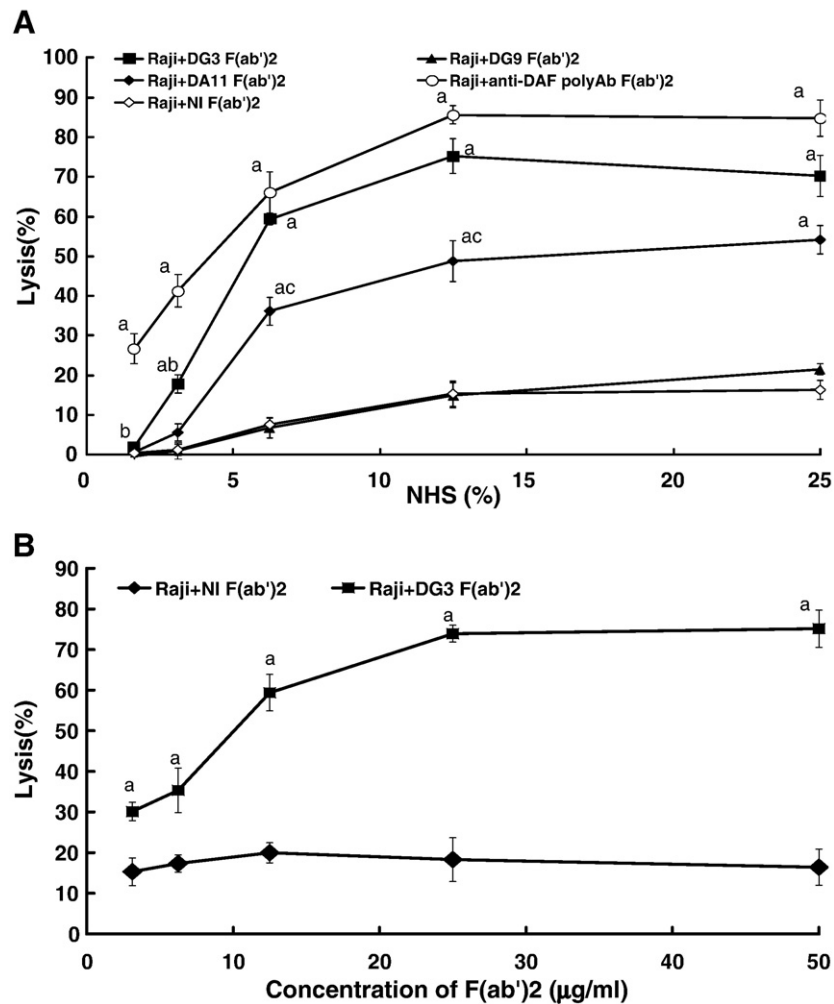 A
Raji+DG3 F(ab')2 Raji+DG9 F(ab')2
Raji+DA11 F(ab')2 Raji+anti-DAF polyAb F(ab')2
Raji+NI F(ab')2
100
90
80
70
60
50
40
30
20
10
0
Lysis(%)
a a
a a a
a a
a ac a
a ac
ab
b
0 5 10 15 20 25
NHS (%)
B
Raji+NI F(ab')2 Raji+DG3 F(ab')2
90
80
70
60
50
40
30
20
10
0
Lysis(%)
a a a a a
0 10 20 30 40 50
Concentration of F(ab')2 (μg/ml)